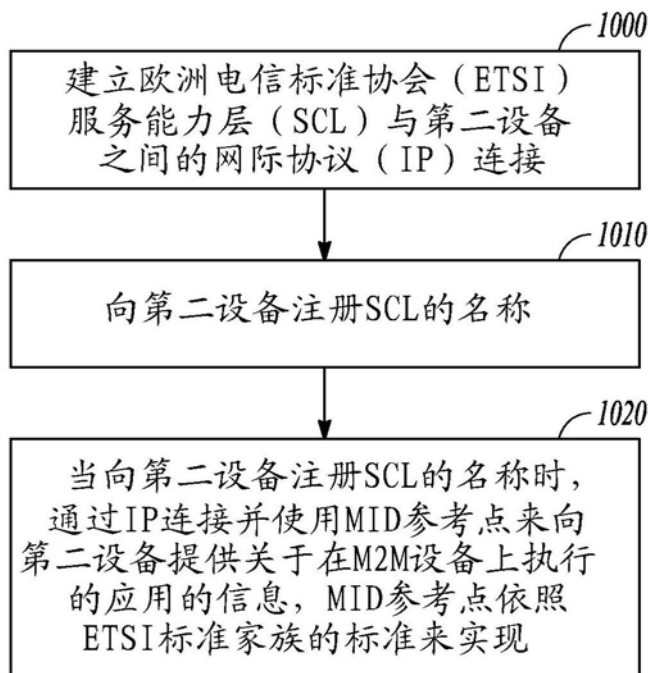 1000
建立欧洲电信标准协会（ETSI）
服务能力层（SCL）与第二设备
之间的网际协议（IP）连接
1010
向第二设备注册SCL的名称
1020
当向第二设备注册SCL的名称时，
通过IP连接并使用MID参考点来向
第二设备提供关于在M2M设备上执行
的应用的信息，MID参考点依照
ETSI标准家族的标准来实现